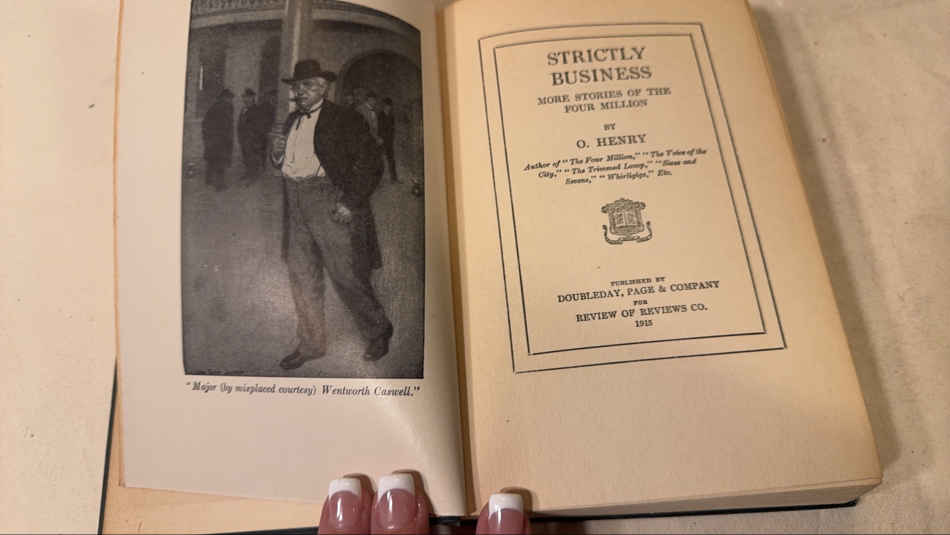 "Major (by misplaced courtesy) Wentworth Caswell."
STRICTLY
BUSINESS
MORE STORIES OF THE
FOUR MILLION
BY
O. HENRY
Author of "The Four Million," "The Voice of the
City," "The Trimmed Lamp," "Sixes and
Sevens," "Whirligigs," Etc.
PUBLISHED BY
DOUBLEDAY, PAGE & COMPANY
FOR
REVIEW OF REVIEWS CO.
1915